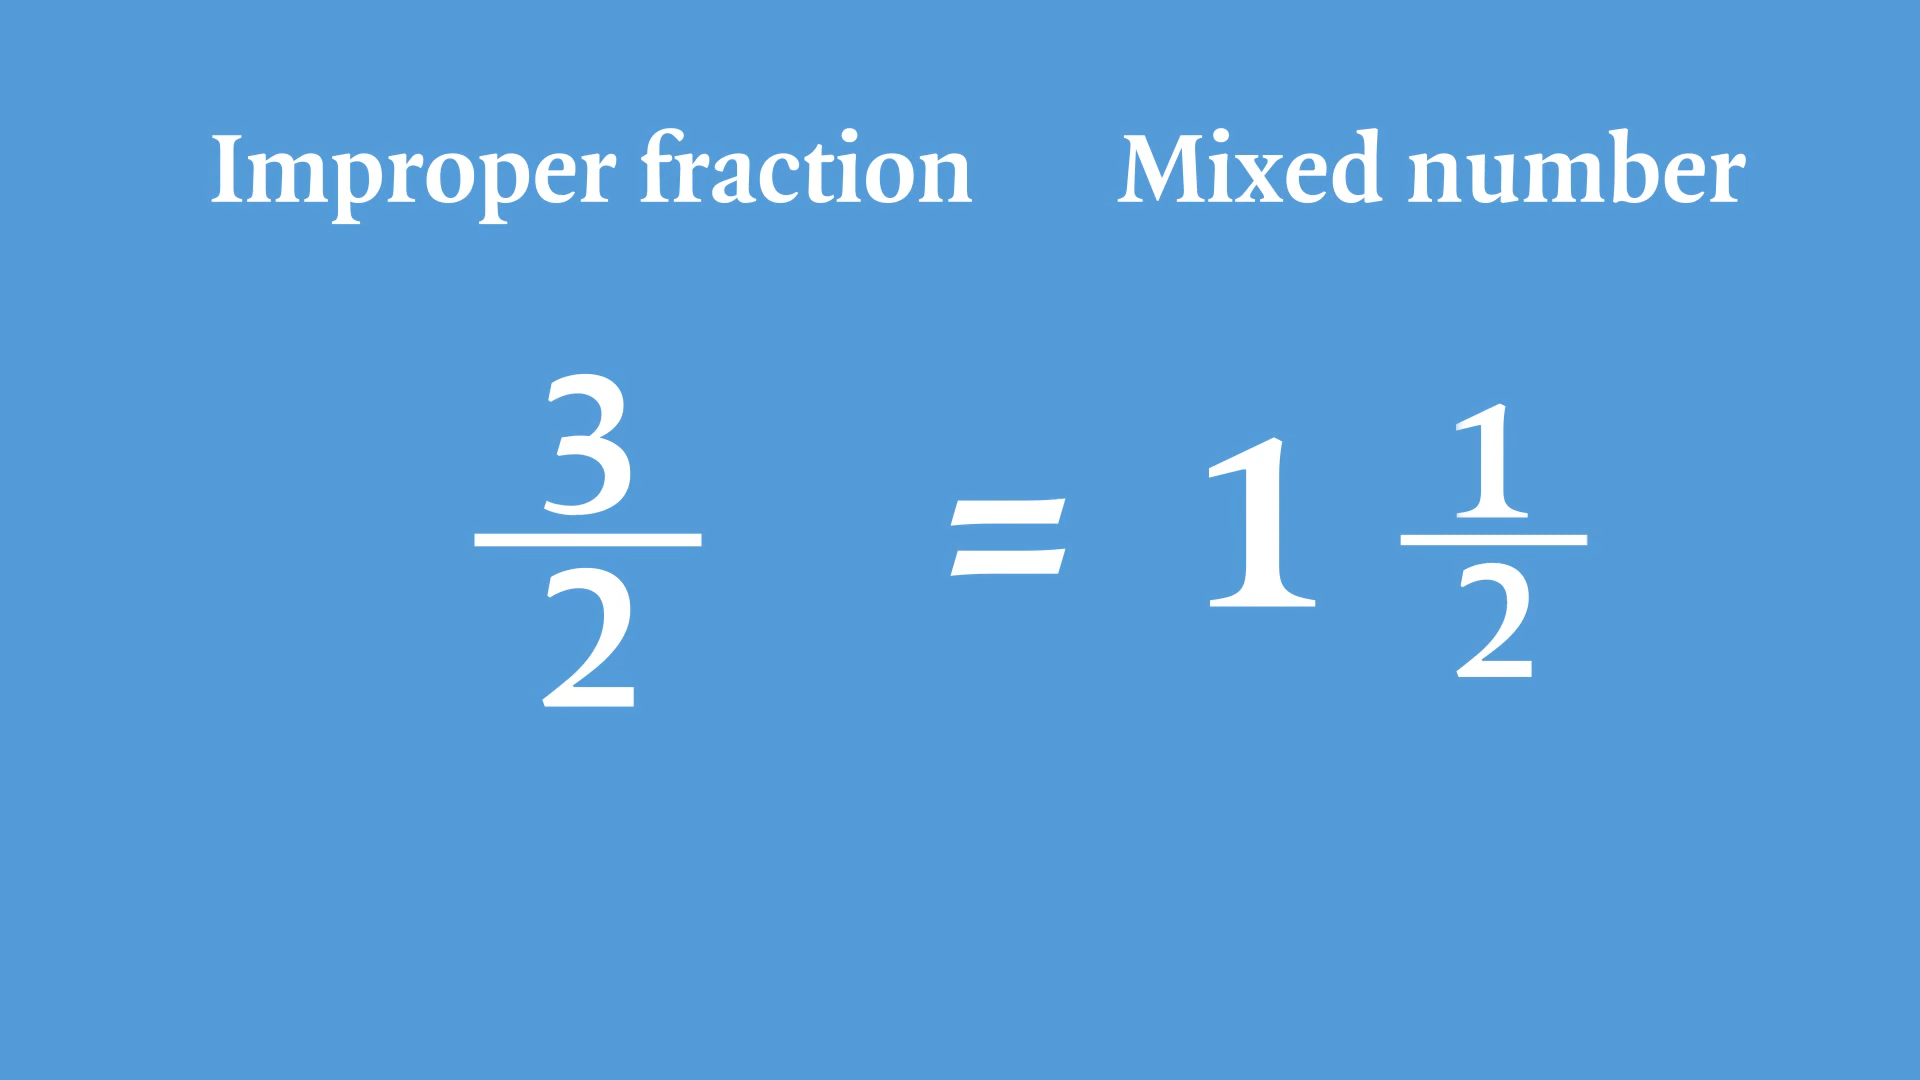 Improper fraction Mixed number
3/2 = 1 1/2